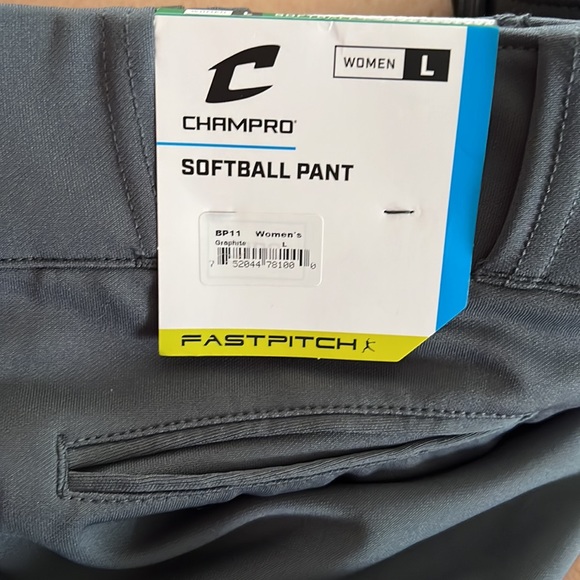 WOMEN L
CHAMPRO®
SOFTBALL PANT
BP11 Women's
Graphite L
7 52044 78100 0
FASTPITCH